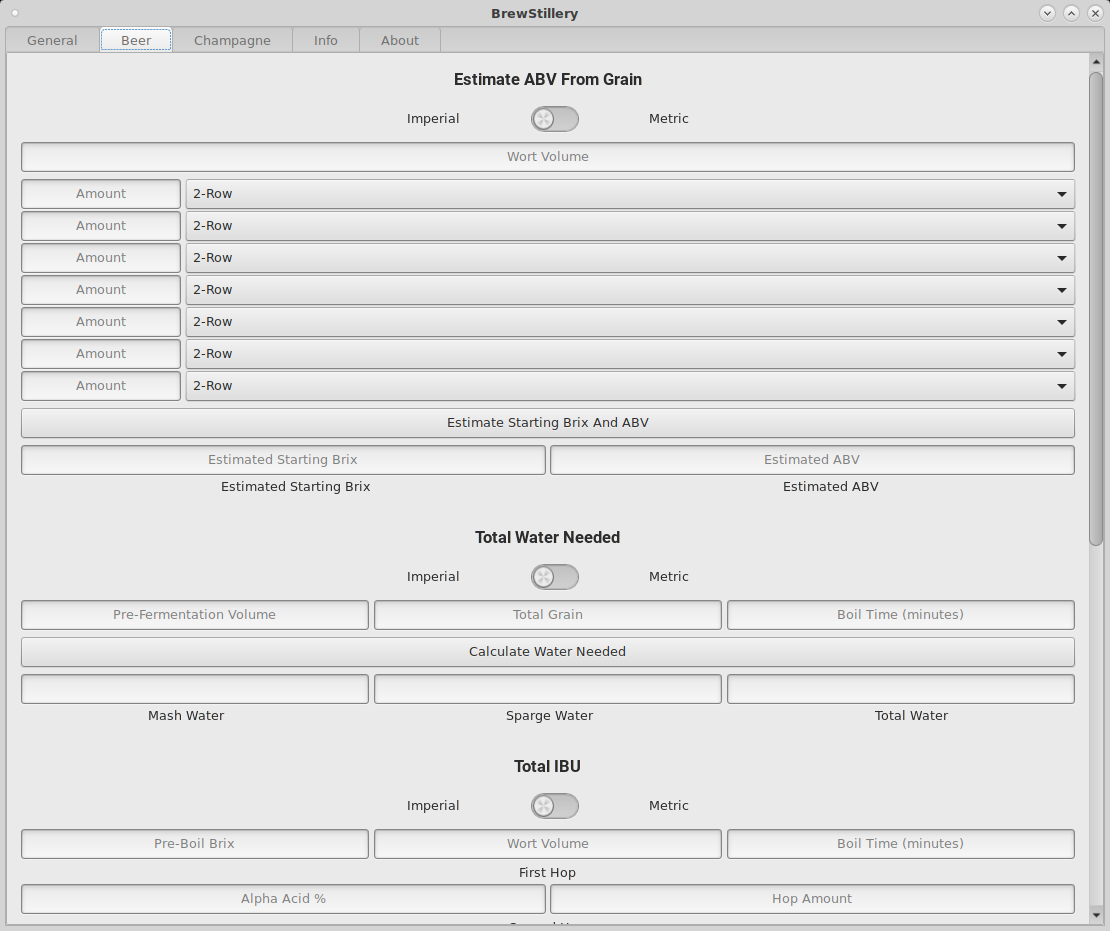 BrewStillery
General Beer Champagne Info About
Estimate ABV From Grain
Imperial Metric
Wort Volume
Amount 2-Row
Amount 2-Row
Amount 2-Row
Amount 2-Row
Amount 2-Row
Amount 2-Row
Amount 2-Row
Estimate Starting Brix And ABV
Estimated Starting Brix Estimated ABV
Estimated Starting Brix Estimated ABV
Total Water Needed
Imperial Metric
Pre-Fermentation Volume Total Grain Boil Time (minutes)
Calculate Water Needed
Mash Water Sparge Water Total Water
Total IBU
Imperial Metric
Pre-Boil Brix Wort Volume Boil Time (minutes)
First Hop
Alpha Acid % Hop Amount